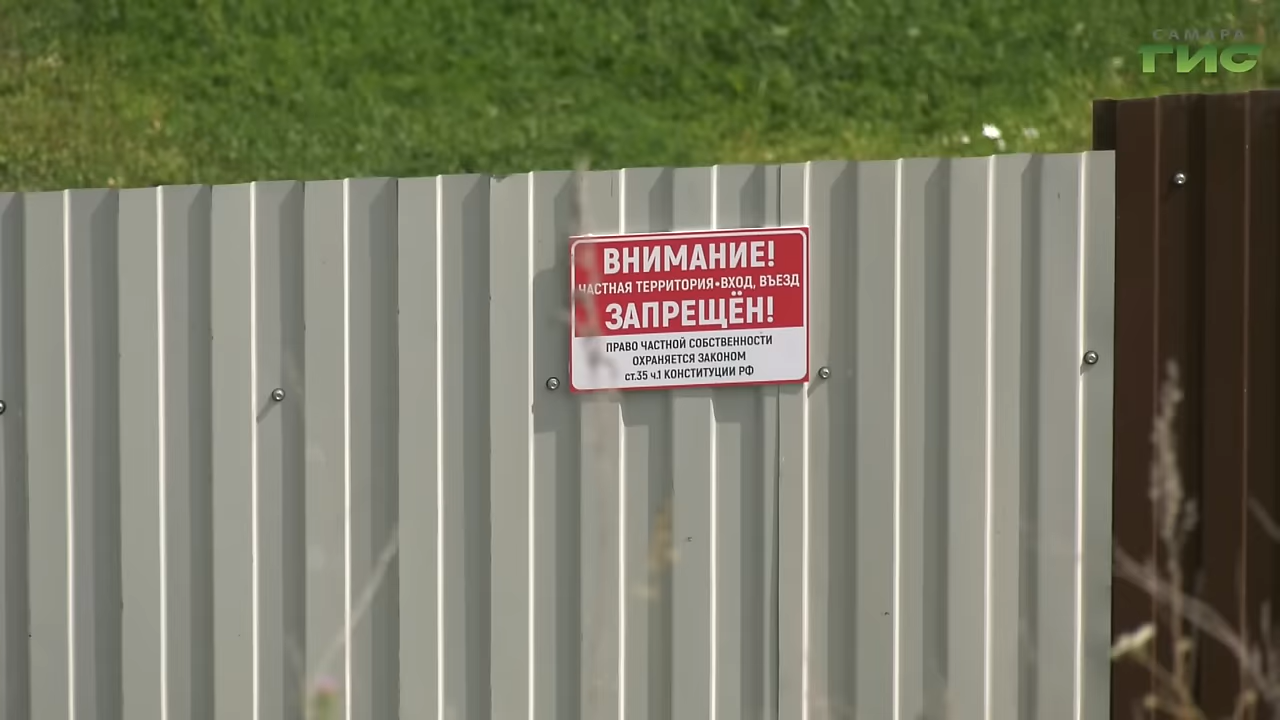 САМАРА
ГИС
ВНИМАНИЕ!
ЧАСТНАЯ ТЕРРИТОРИЯ•ВХОД, ВЪЕЗД
ЗАПРЕЩЁН!
ПРАВО ЧАСТНОЙ СОБСТВЕННОСТИ
ОХРАНЯЕТСЯ ЗАКОНОМ
ст.35 ч.1 КОНСТИТУЦИИ РФ